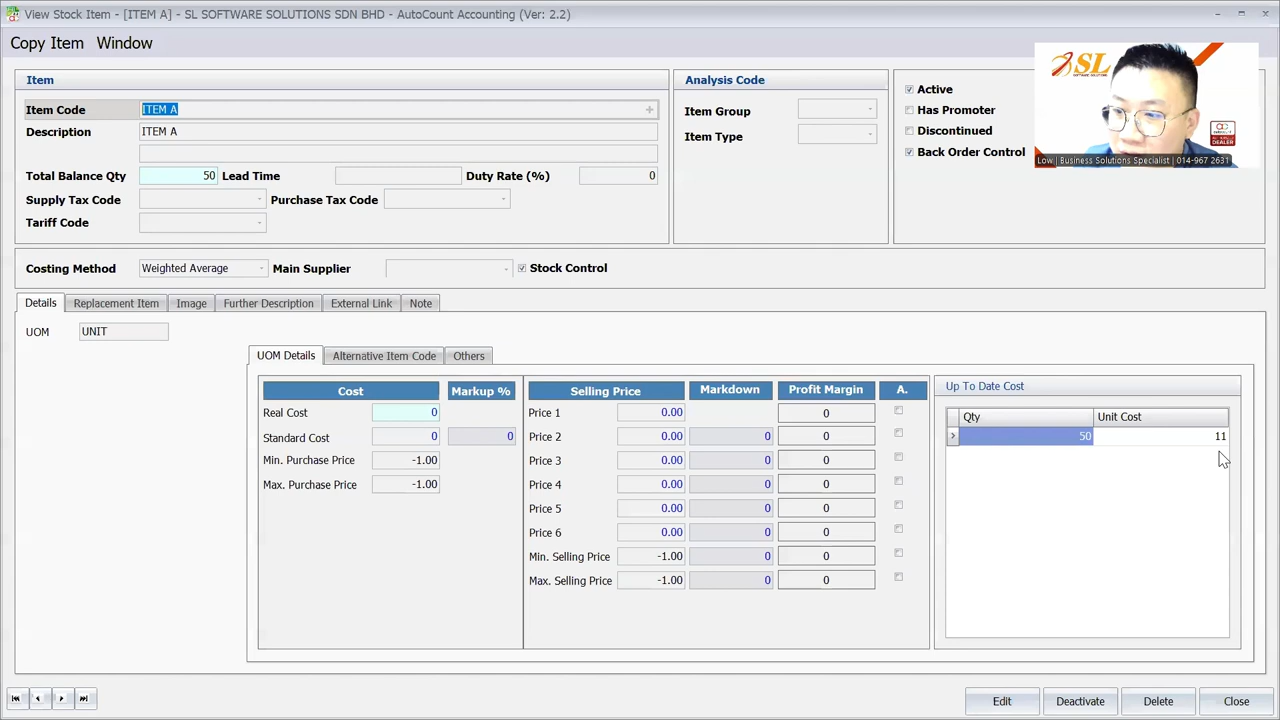 View Stock Item - [ITEM A] - SL SOFTWARE SOLUTIONS SDN BHD - AutoCount Accounting (Ver: 2.2)
Copy Item Window
Item
Item Code ITEM A
Description ITEM A
Total Balance Qty 50 Lead Time Duty Rate (%) 0
Supply Tax Code Purchase Tax Code
Tariff Code
Analysis Code
Item Group
Item Type
Active
Has Promoter
Discontinued
Back Order Control
SL
SOFTWARE SOLUTIONS
DEALER
Low | Business Solutions Specialist | 014-967 2631
Costing Method Weighted Average Main Supplier Stock Control
Details Replacement Item Image Further Description External Link Note
UOM UNIT
UOM Details Alternative Item Code Others
Cost Markup % Selling Price Markdown Profit Margin A.
Real Cost 0 Price 1 0.00 0
Standard Cost 0 0 Price 2 0.00 0 0
Min. Purchase Price -1.00 Price 3 0.00 0 0
Max. Purchase Price -1.00 Price 4 0.00 0 0
Price 5 0.00 0 0
Price 6 0.00 0 0
Min. Selling Price -1.00 0 0
Max. Selling Price -1.00 0 0
Up To Date Cost
Qty Unit Cost
50 11
Edit Deactivate Delete Close